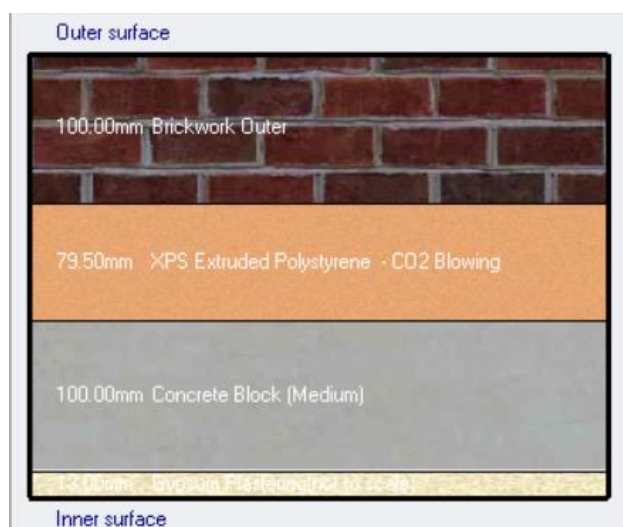 Outer surface
100.00mm Brickwork Outer
79.50mm XPS Extruded Polystyrene - CO2 Blowing
100.00mm Concrete Block (Medium)
13.00mm Gypsum Plastering(not to scale)
Inner surface